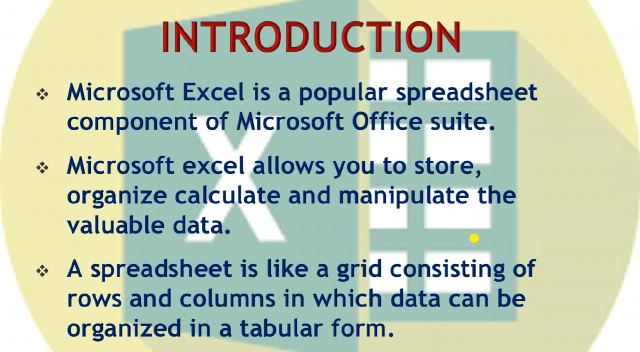 INTRODUCTION
Microsoft Excel is a popular spreadsheet
component of Microsoft Office suite.
Microsoft excel allows you to store,
organize calculate and manipulate the
valuable data.
A spreadsheet is like a grid consisting of
rows and columns in which data can be
organized in a tabular form.